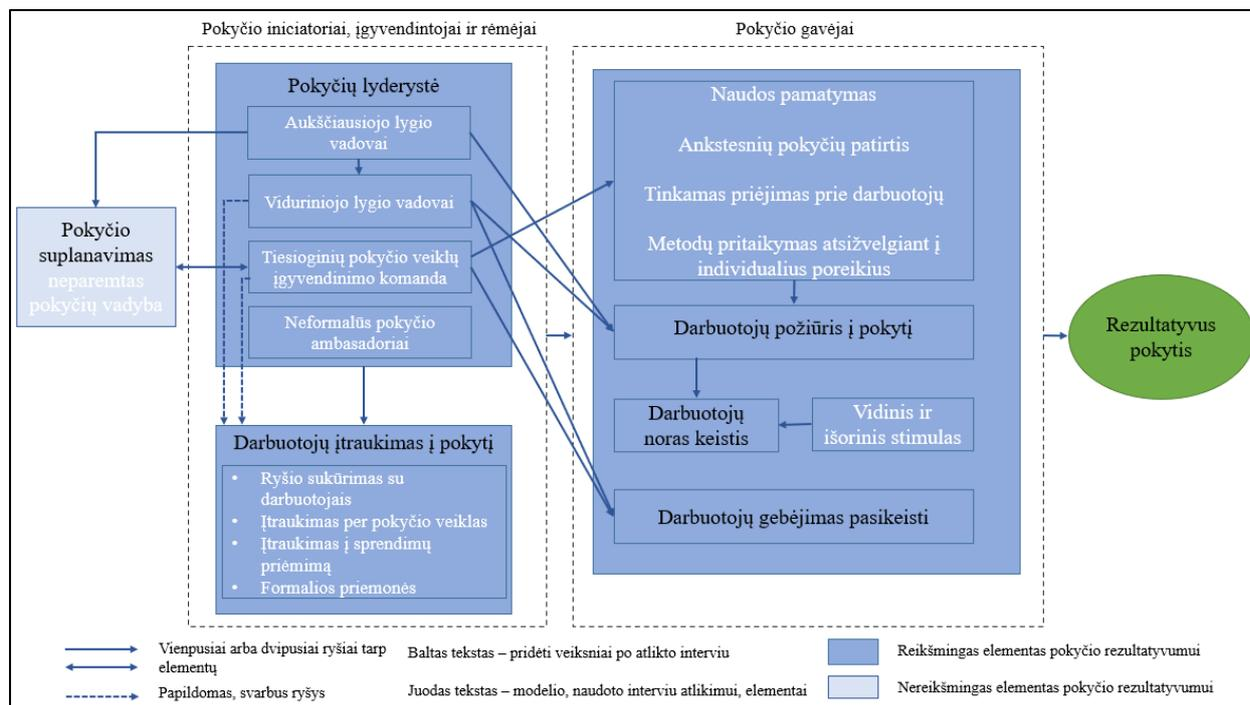 Pokyčio iniciatoriai, įgyvendintojai ir rėmėjai
Pokyčio gavėjai
Pokyčių lyderystė
Aukščiausiojo lygio
vadovai
Viduriniojo lygio vadovai
Tiesioginių pokyčio veiklų
įgyvendinimo komanda
Neformalūs pokyčio
ambasadoriai
Pokyčio
suplanavimas
neparemtas
pokyčių vadyba
Darbuotojų įtraukimas į pokytį
• Ryšio sukūrimas su
darbuotojais
• Įtraukimas per pokyčio veiklas
• Įtraukimas į sprendimų
priėmimą
• Formalios priemonės
Naudos pamatymas
Ankstesnių pokyčių patirtis
Tinkamas priėjimas prie darbuotojų
Metodų pritaikymas atsižvelgiant į
individualius poreikius
Darbuotojų požiūris į pokytį
Darbuotojų
noras keistis
Vidinis ir
išorinis stimulas
Darbuotojų gebėjimas pasikeisti
Rezultatyvus
pokytis
Vienpusiai arba dvipusiai ryšiai tarp
elementų
Papildomas, svarbus ryšys
Baltas tekstas – pridėti veiksniai po atlikto interviu
Juodas tekstas – modelio, naudoto interviu atlikimui, elementai
Reikšmingas elementas pokyčio rezultatyvumui
Nereikšmingas elementas pokyčio rezultatyvumui